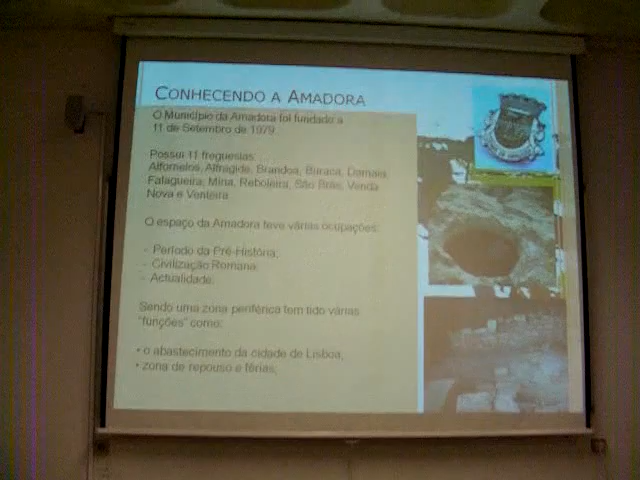 CONHECENDO A AMADORA
O Município da Amadora foi fundado a
11 de Setembro de 1979.
Possui 11 freguesias:
Alfornelos, Alfragide, Brandoa, Buraca, Damaia,
Falagueira, Mina, Reboleira, São Brás, Venda
Nova e Venteira
O espaço da Amadora teve várias ocupações:
- Período da Pré-História;
- Civilização Romana;
- Actualidade.
Sendo uma zona periférica tem tido várias
"funções" como:
• o abastecimento da cidade de Lisboa;
• zona de repouso e férias;